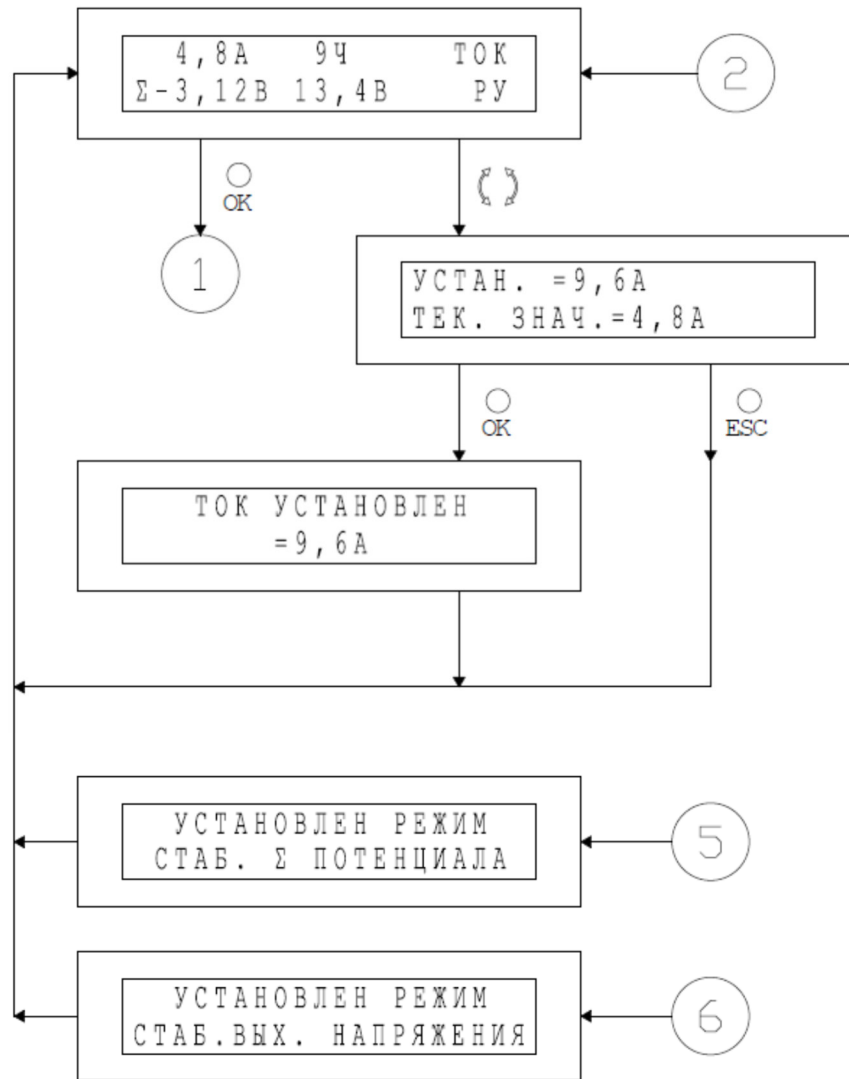 4,8А 9Ч ТОК
Σ-3,12В 13,4В РУ
2
OK
1
УСТАН. =9,6А
ТЕК. ЗНАЧ.=4,8А
OK
ESC
ТОК УСТАНОВЛЕН
=9,6А
УСТАНОВЛЕН РЕЖИМ
СТАБ. Σ ПОТЕНЦИАЛА
5
УСТАНОВЛЕН РЕЖИМ
СТАБ.ВЫХ. НАПРЯЖЕНИЯ
6